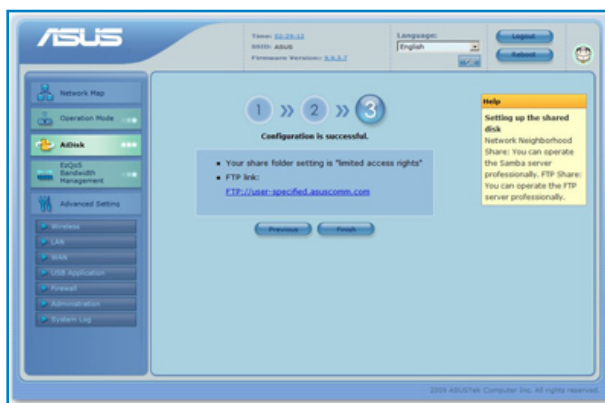 ASUS
Time: 02:29:12
SSID: ASUS
Firmware Version: 9.9.3.7
Language:
English
Logout
Reboot
Network Map
Operation Mode
AiDisk
EzQoS
Bandwidth
Management
Advanced Setting
Wireless
LAN
WAN
USB Application
Firewall
Administration
System Log
1 » 2 » 3
Configuration is successful.
Your share folder setting is "limited access rights"
FTP link:
FTP://user-specified.asuscomm.com
Previous
Finish
Help
Setting up the shared
disk
Network Neighborhood
Share: You can operate
the Samba server
professionally. FTP Share:
You can operate the FTP
server professionally.
2009 ASUSTek Computer Inc. All rights reserved.